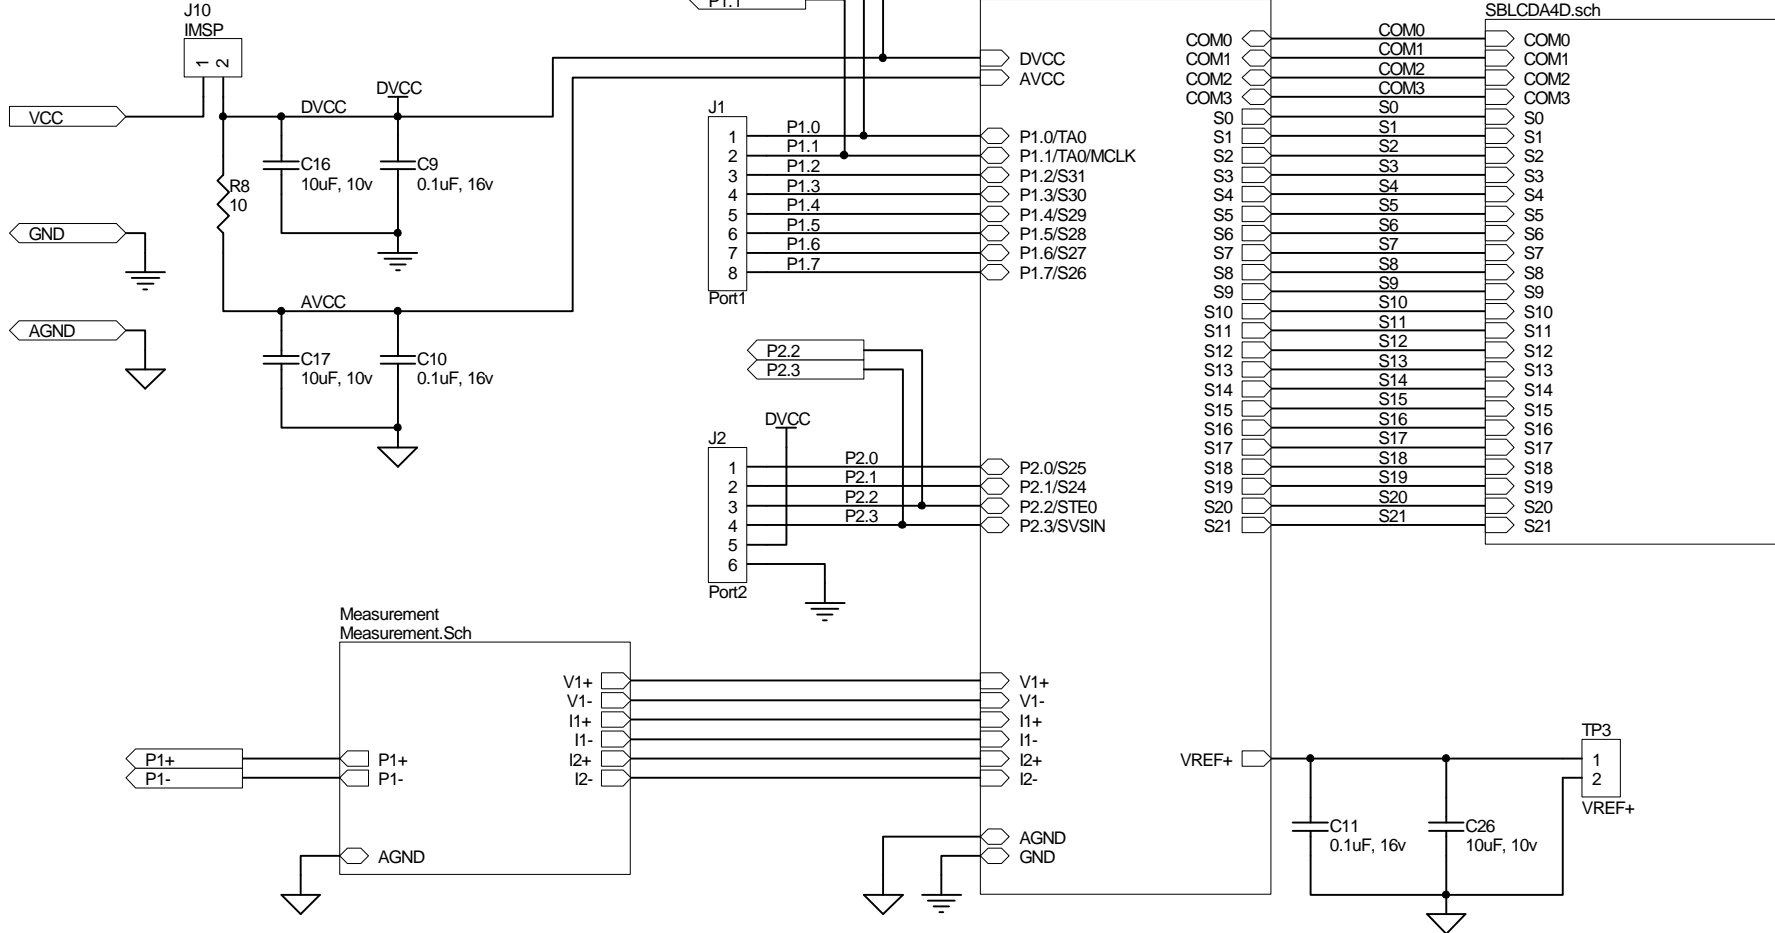 J10
IMSP
1 2
VCC
DVCC
DVCC
C16
10uF, 10v
C9
0.1uF, 16v
R8
10
GND
AVCC
AGND
C17
10uF, 10v
C10
0.1uF, 16v
P1.1
DVCC
AVCC
J1
1 P1.0 P1.0/TA0
2 P1.1 P1.1/TA0/MCLK
3 P1.2 P1.2/S31
4 P1.3 P1.3/S30
5 P1.4 P1.4/S29
6 P1.5 P1.5/S28
7 P1.6 P1.6/S27
8 P1.7 P1.7/S26
Port1
P2.2
P2.3
DVCC
J2
1 P2.0 P2.0/S25
2 P2.1 P2.1/S24
3 P2.2 P2.2/STE0
4 P2.3 P2.3/SVSIN
5
6
Port2
SBLCDA4D.sch
COM0 COM0 COM0
COM1 COM1 COM1
COM2 COM2 COM2
COM3 COM3 COM3
S0 S0 S0
S1 S1 S1
S2 S2 S2
S3 S3 S3
S4 S4 S4
S5 S5 S5
S6 S6 S6
S7 S7 S7
S8 S8 S8
S9 S9 S9
S10 S10 S10
S11 S11 S11
S12 S12 S12
S13 S13 S13
S14 S14 S14
S15 S15 S15
S16 S16 S16
S17 S17 S17
S18 S18 S18
S19 S19 S19
S20 S20 S20
S21 S21 S21
Measurement
Measurement.Sch
V1+ V1+
V1- V1-
I1+ I1+
I1- I1-
P1+ P1+ I2+ I2+
P1- P1- I2- I2-
AGND
AGND
GND
VREF+
TP3
1
2
VREF+
C11
0.1uF, 16v
C26
10uF, 10v